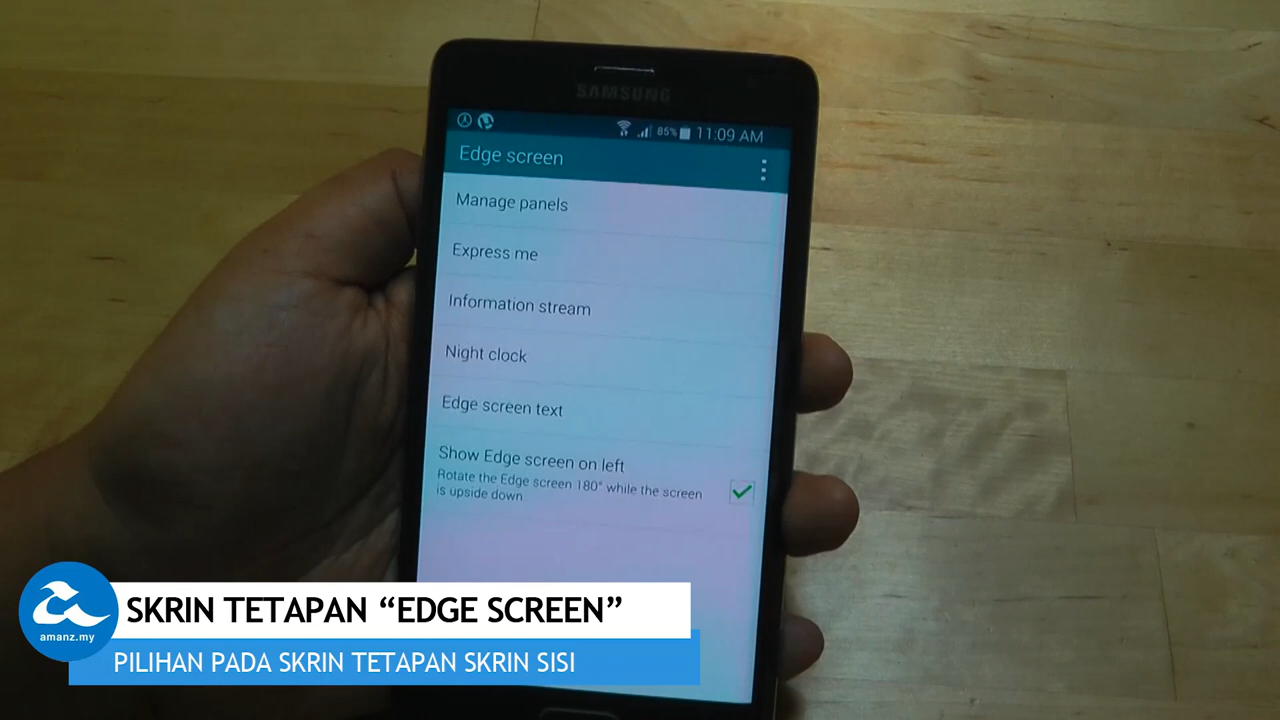 SAMSUNG
85% 11:09 AM
Edge screen
Manage panels
Express me
Information stream
Night clock
Edge screen text
Show Edge screen on left
Rotate the Edge screen 180° while the screen
is upside down
SKRIN TETAPAN “EDGE SCREEN”
amanz.my
PILIHAN PADA SKRIN TETAPAN SKRIN SISI